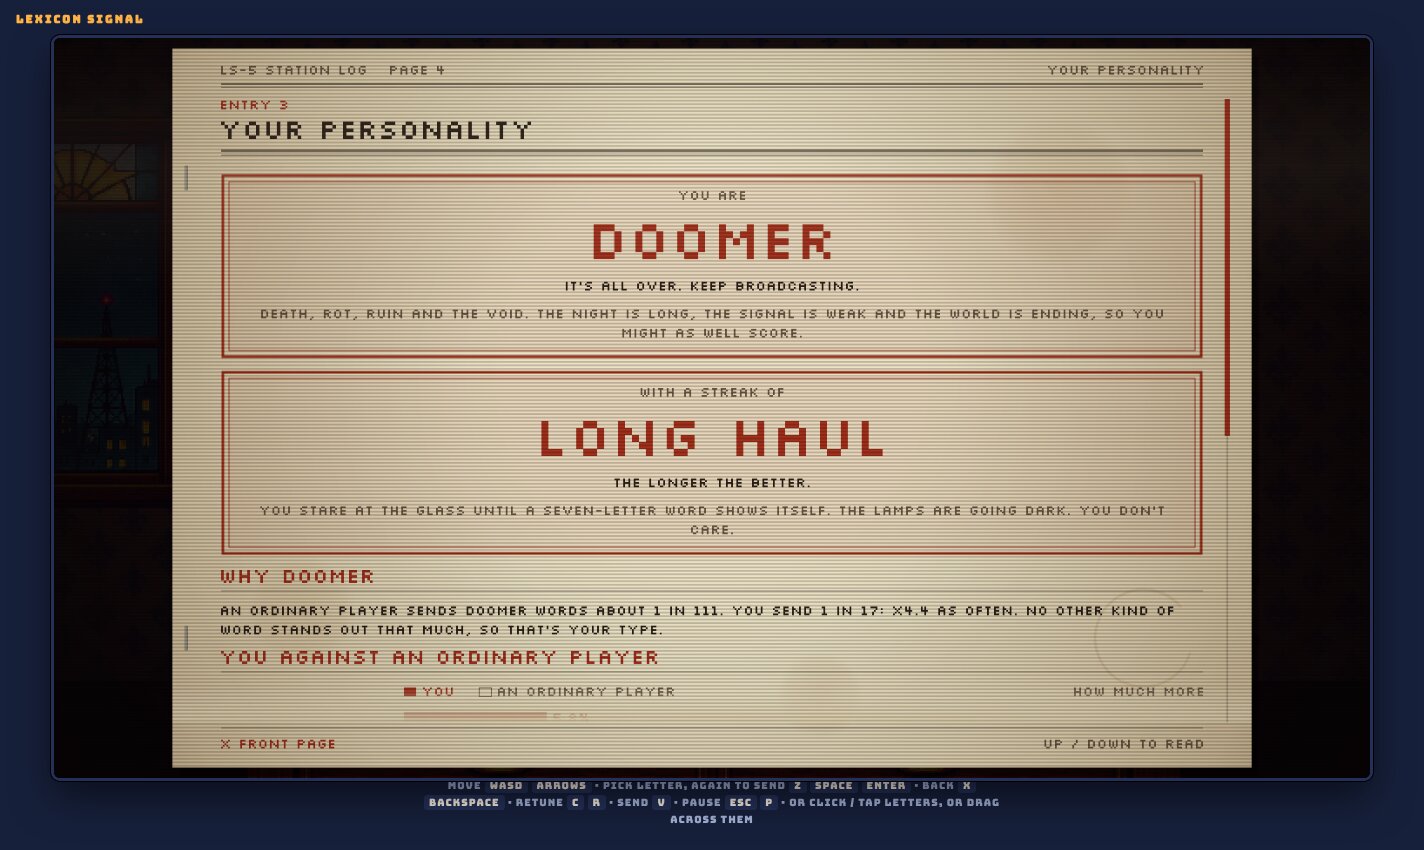 LEXICON SIGNAL
LS-5 STATION LOG PAGE 4
YOUR PERSONALITY
ENTRY 3
YOUR PERSONALITY
YOU ARE
DOOMER
IT'S ALL OVER. KEEP BROADCASTING.
DEATH, ROT, RUIN AND THE VOID. THE NIGHT IS LONG, THE SIGNAL IS WEAK AND THE WORLD IS ENDING, SO YOU
MIGHT AS WELL SCORE.
WITH A STREAK OF
LONG HAUL
THE LONGER THE BETTER.
YOU STARE AT THE GLASS UNTIL A SEVEN-LETTER WORD SHOWS ITSELF. THE LAMPS ARE GOING DARK. YOU DON'T
CARE.
WHY DOOMER
AN ORDINARY PLAYER SENDS DOOMER WORDS ABOUT 1 IN 111. YOU SEND 1 IN 17: X4.4 AS OFTEN. NO OTHER KIND OF
WORD STANDS OUT THAT MUCH, SO THAT'S YOUR TYPE.
YOU AGAINST AN ORDINARY PLAYER
YOU AN ORDINARY PLAYER HOW MUCH MORE
X FRONT PAGE
UP / DOWN TO READ
MOVE WASD ARROWS · PICK LETTER, AGAIN TO SEND Z SPACE ENTER · BACK X
BACKSPACE · RETUNE C R · SEND V · PAUSE ESC P · OR CLICK / TAP LETTERS, OR DRAG
ACROSS THEM